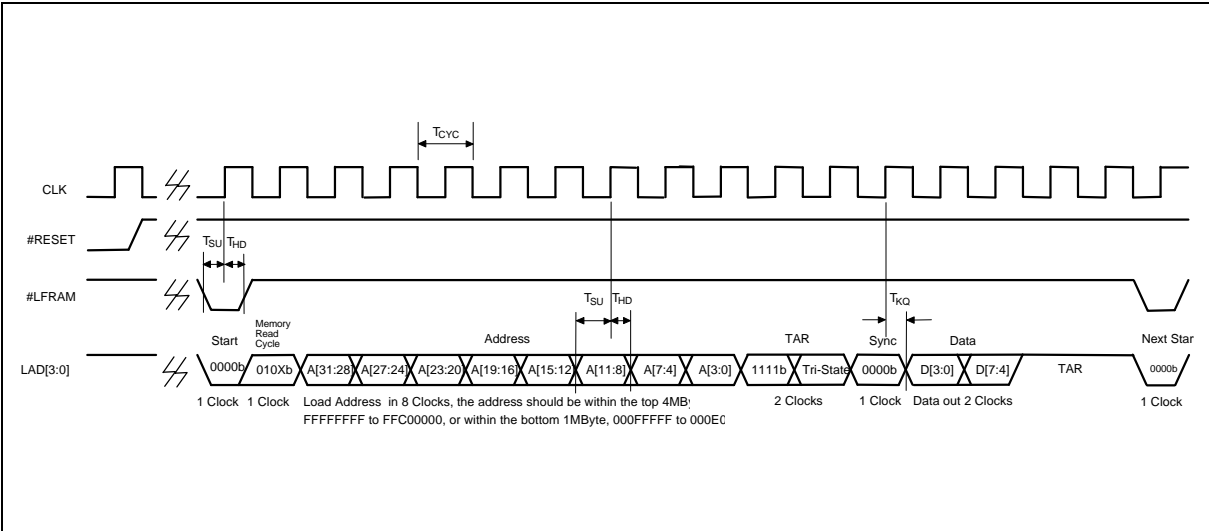 TCYC
CLK
#RESET
TSU THD
#LFRAM
TSU THD
TKQ
Memory
Read
Cycle
Start Address TAR Sync Data Next Star
LAD[3:0] 0000b 010Xb A[31:28] A[27:24] A[23:20] A[19:16] A[15:12] A[11:8] A[7:4] A[3:0] 1111b Tri-State 0000b D[3:0] D[7:4] TAR 0000b
1 Clock 1 Clock Load Address in 8 Clocks, the address should be within the top 4MBy 2 Clocks 1 Clock Data out 2 Clocks 1 Clock
FFFFFFFF to FFC00000, or within the bottom 1MByte, 000FFFFF to 000E0